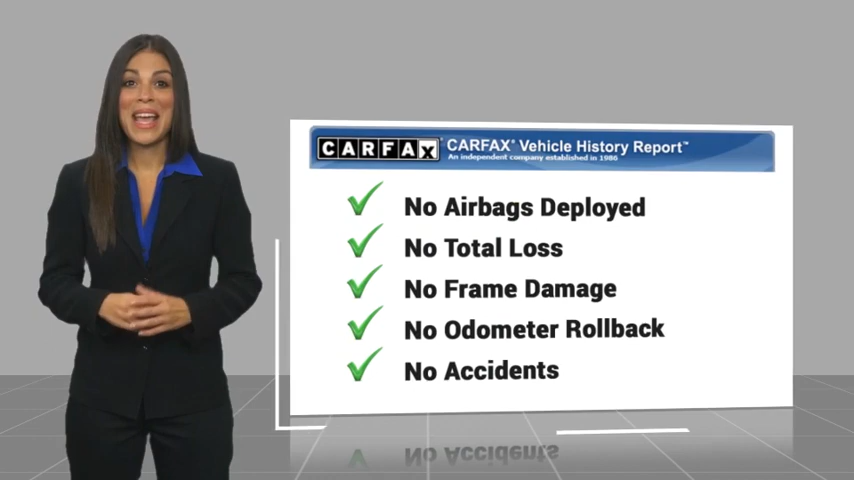 CARFAX® CARFAX® Vehicle History Report™
An independent company established in 1986
No Airbags Deployed
No Total Loss
No Frame Damage
No Odometer Rollback
No Accidents
No Accidents